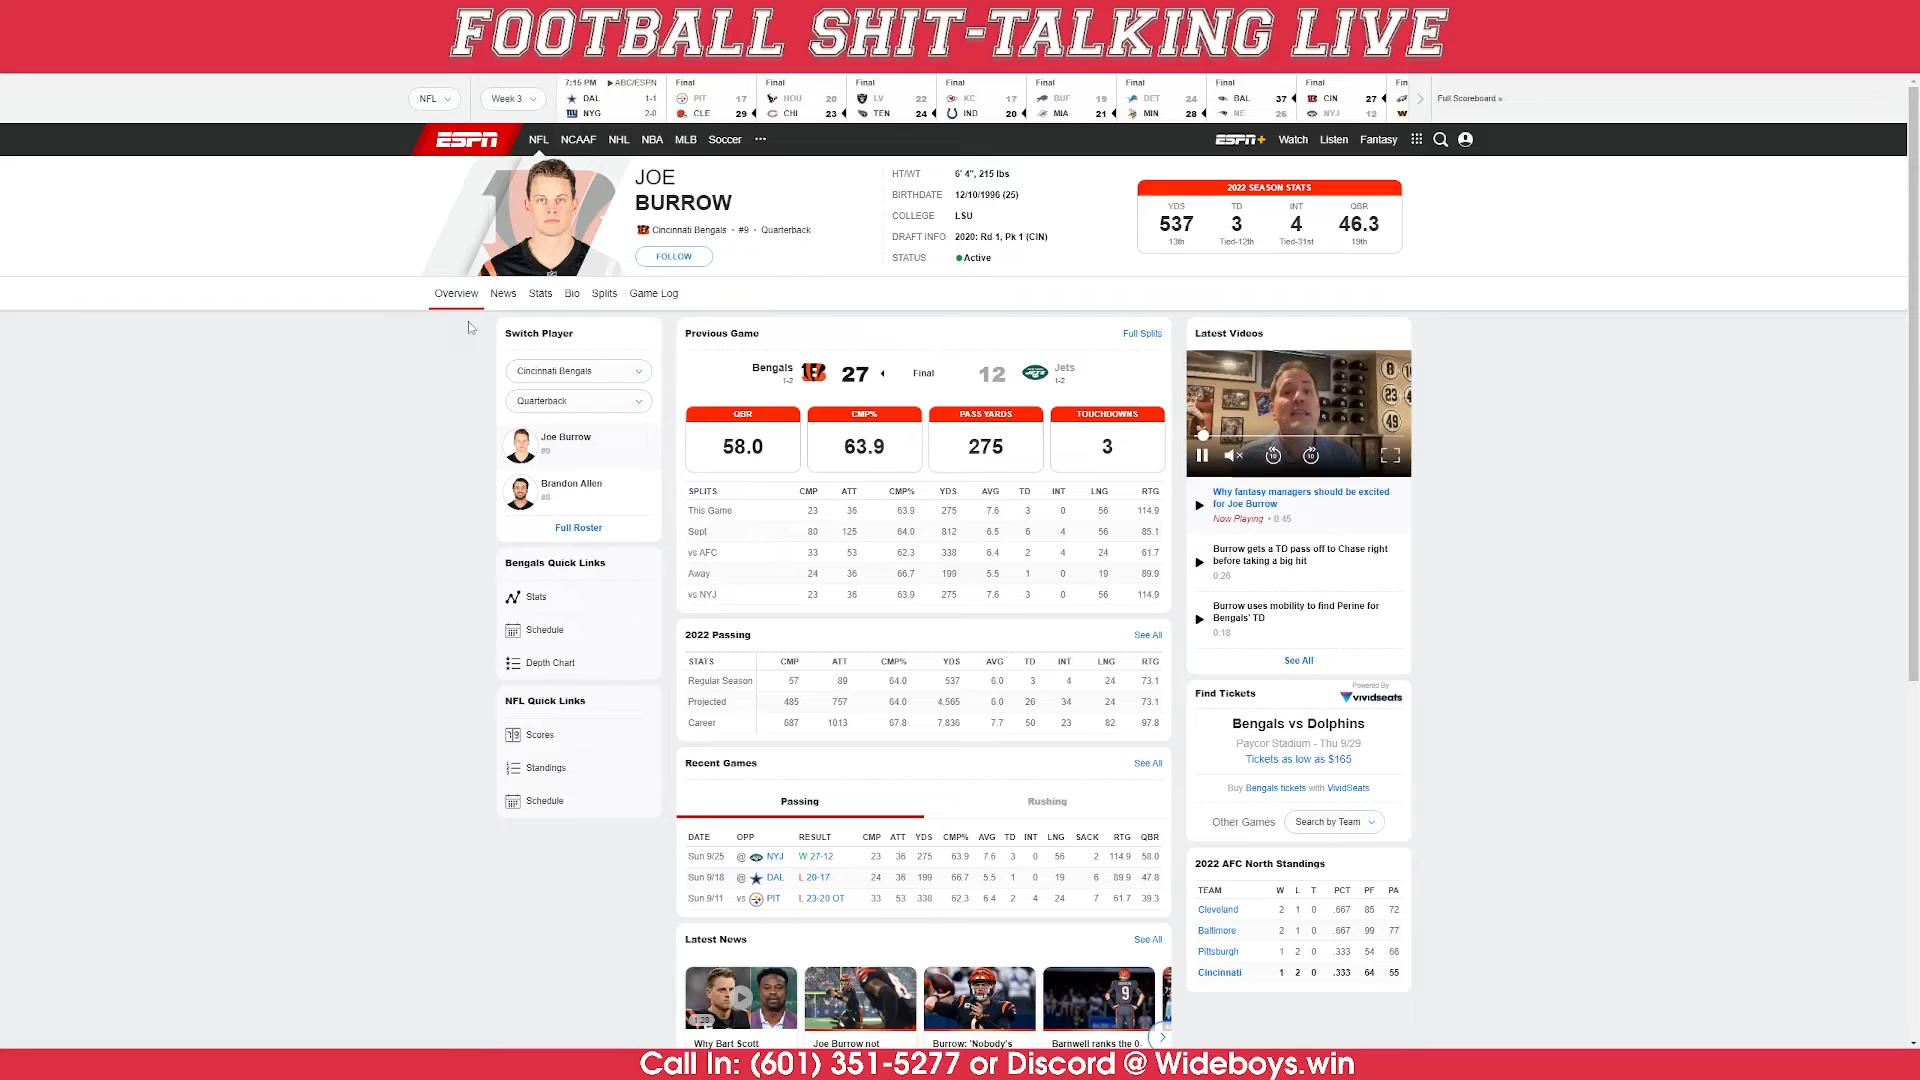 FOOTBALL SHIT-TALKING LIVE
NFL
Week 3
7:15 PM ABC/ESPN
DAL 1-1
NYG 2-0
Final
PIT 17
CLE 29
Final
HOU 20
CHI 23
Final
LV 22
TEN 24
Final
KC 17
IND 20
Final
BUF 19
MIA 21
Final
DET 24
MIN 28
Final
BAL 37
NE 26
Final
CIN 27
NYJ 12
Fin
Full Scoreboard »
ESPN NFL NCAAF NHL NBA MLB Soccer ••• ESPN+ Watch Listen Fantasy
JOE
BURROW
Cincinnati Bengals • #9 • Quarterback
FOLLOW
HT/WT 6' 4", 215 lbs
BIRTHDATE 12/10/1996 (25)
COLLEGE LSU
DRAFT INFO 2020: Rd 1, Pk 1 (CIN)
STATUS Active
2022 SEASON STATS
YDS TD INT QBR
537 3 4 46.3
13th Tied-12th Tied-31st 19th
Overview News Stats Bio Splits Game Log
Switch Player
Cincinnati Bengals
Quarterback
Joe Burrow
#9
Brandon Allen
#8
Full Roster
Bengals Quick Links
Stats
Schedule
Depth Chart
NFL Quick Links
Scores
Standings
Schedule
Previous Game Full Splits
Bengals 27 Final 12 Jets
1-2 1-2
QBR CMP% PASS YARDS TOUCHDOWNS
58.0 63.9 275 3
SPLITS CMP ATT CMP% YDS AVG TD INT LNG RTG
This Game 23 36 63.9 275 7.6 3 0 56 114.9
Sept 80 125 64.0 812 6.5 6 4 56 85.1
vs AFC 33 53 62.3 338 6.4 2 4 24 61.7
Away 24 36 66.7 199 5.5 1 0 19 89.9
vs NYJ 23 36 63.9 275 7.6 3 0 56 114.9
2022 Passing See All
STATS CMP ATT CMP% YDS AVG TD INT LNG RTG
Regular Season 57 89 64.0 537 6.0 3 4 24 73.1
Projected 485 757 64.0 4,565 6.0 26 34 24 73.1
Career 687 1013 67.8 7,836 7.7 50 23 82 97.8
Recent Games See All
Passing Rushing
DATE OPP RESULT CMP ATT YDS CMP% AVG TD INT LNG SACK RTG QBR
Sun 9/25 @ NYJ W 27-12 23 36 275 63.9 7.6 3 0 56 2 114.9 58.0
Sun 9/18 @ DAL L 20-17 24 36 199 66.7 5.5 1 0 19 6 89.9 47.8
Sun 9/11 vs PIT L 23-20 OT 33 53 338 62.3 6.4 2 4 24 7 61.7 39.3
Latest News See All
1:28
9
Why Bart Scott
Joe Burrow not
Burrow: 'Nobody's
Barnwell ranks the 0-
Latest Videos
8
23
49
10 10
Why fantasy managers should be excited
for Joe Burrow
Now Playing • 0:45
Burrow gets a TD pass off to Chase right
before taking a big hit
0:26
Burrow uses mobility to find Perine for
Bengals' TD
0:18
See All
Find Tickets
Powered By
vividseats
Bengals vs Dolphins
Paycor Stadium - Thu 9/29
Tickets as low as $165
Buy Bengals tickets with VividSeats
Other Games Search by Team
2022 AFC North Standings
TEAM W L T PCT PF PA
Cleveland 2 1 0 .667 85 72
Baltimore 2 1 0 .667 99 77
Pittsburgh 1 2 0 .333 54 66
Cincinnati 1 2 0 .333 64 55
Call In: (601) 351-5277 or Discord @ Wideboys.win